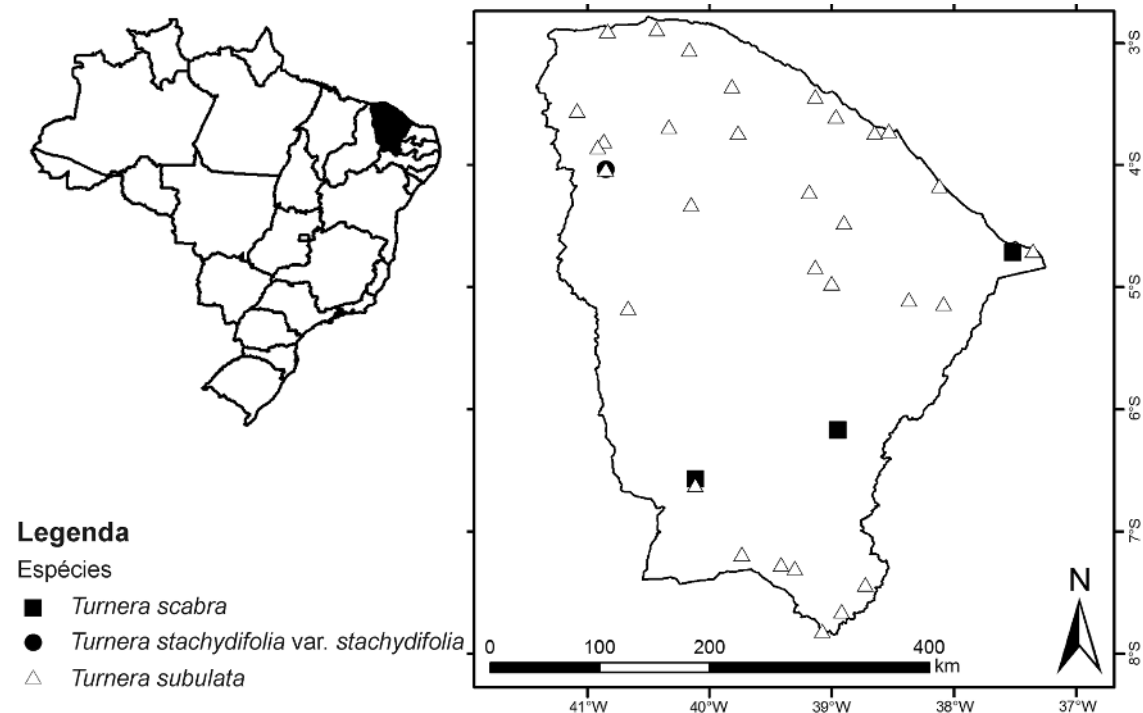 Legenda
Espécies
Turnera scabra
Turnera stachydifolia var. stachydifolia
Turnera subulata
3°S
4°S
5°S
6°S
7°S
8°S
N
0 100 200 400
km
41°W 40°W 39°W 38°W 37°W